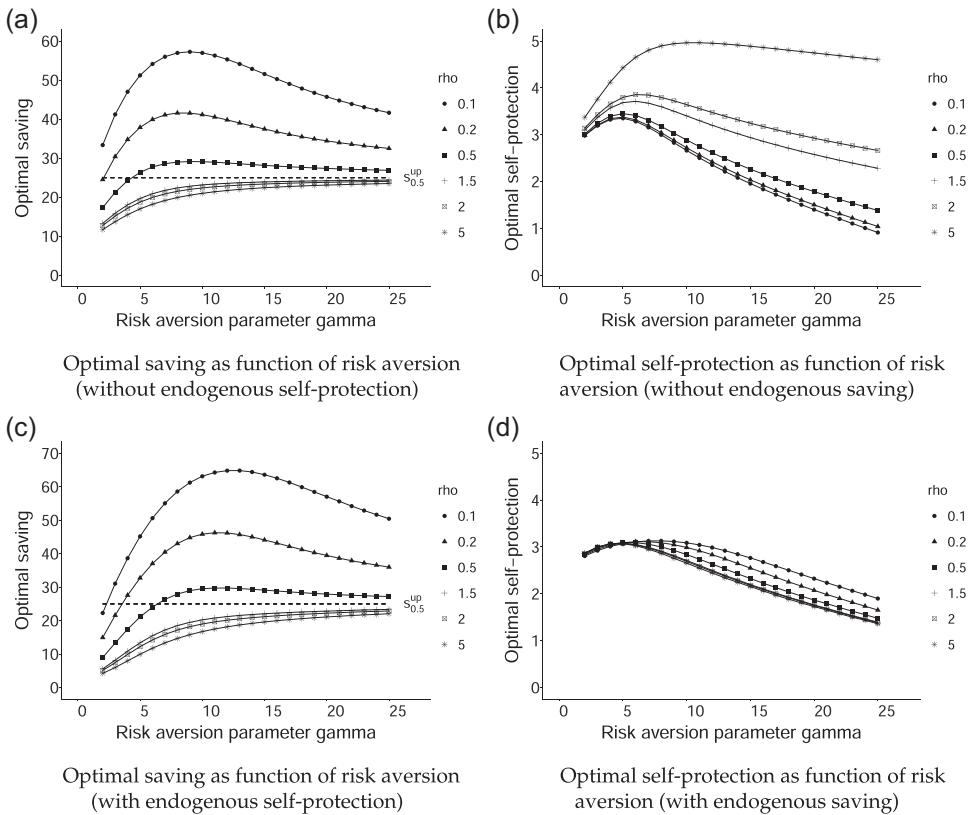 (a)
60
50
40
30
20
10
0
Optimal saving
0 5 10 15 20 25
Risk aversion parameter gamma
S up 0.5
rho
0.1
0.2
0.5
1.5
2
5
Optimal saving as function of risk aversion
(without endogenous self-protection)
(b)
5
4
3
2
1
0
Optimal self-protection
0 5 10 15 20 25
Risk aversion parameter gamma
rho
0.1
0.2
0.5
1.5
2
5
Optimal self-protection as function of risk
aversion (without endogenous saving)
(c)
70
60
50
40
30
20
10
0
Optimal saving
0 5 10 15 20 25
Risk aversion parameter gamma
S up 0.5
rho
0.1
0.2
0.5
1.5
2
5
Optimal saving as function of risk aversion
(with endogenous self-protection)
(d)
5
4
3
2
1
0
Optimal self-protection
0 5 10 15 20 25
Risk aversion parameter gamma
rho
0.1
0.2
0.5
1.5
2
5
Optimal self-protection as function of risk
aversion (with endogenous saving)